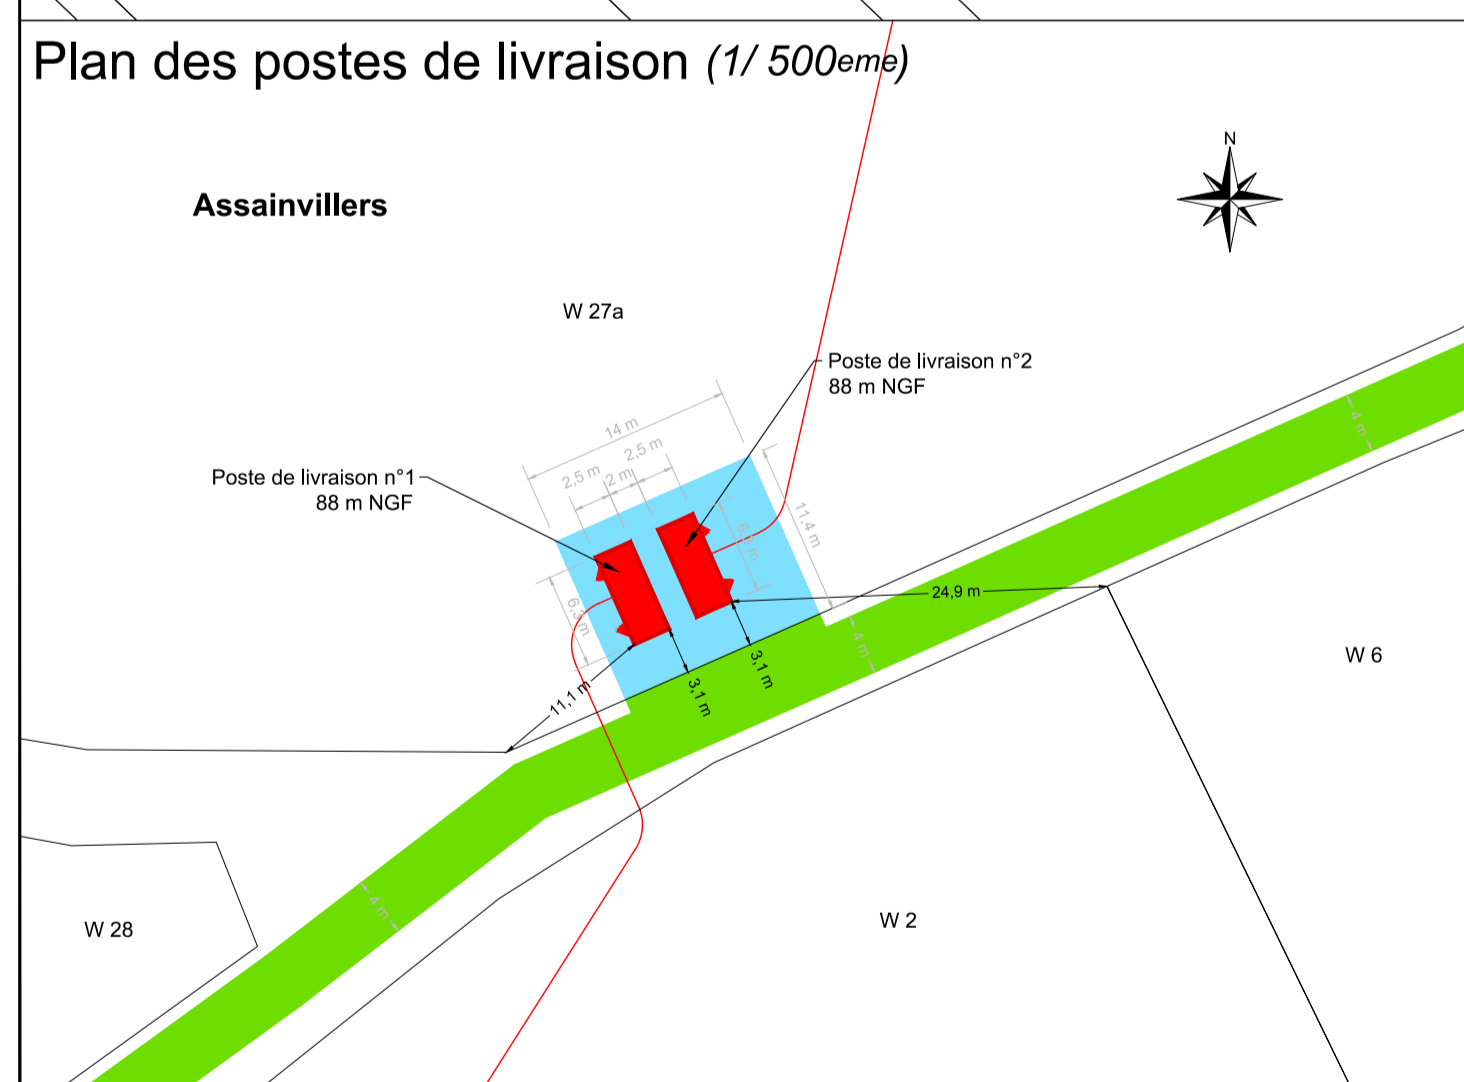 Plan des postes de livraison (1/ 500eme)
N
Assainvillers
W 27a
Poste de livraison n°2
88 m NGF
4 m
14 m
2,5 m
2,5 m
2 m
Poste de livraison n°1
88 m NGF
11,4 m
6,3 m
6,3 m
24,9 m
4 m
3,1 m
3,1 m
11,1 m
W 6
4 m
W 28
W 2